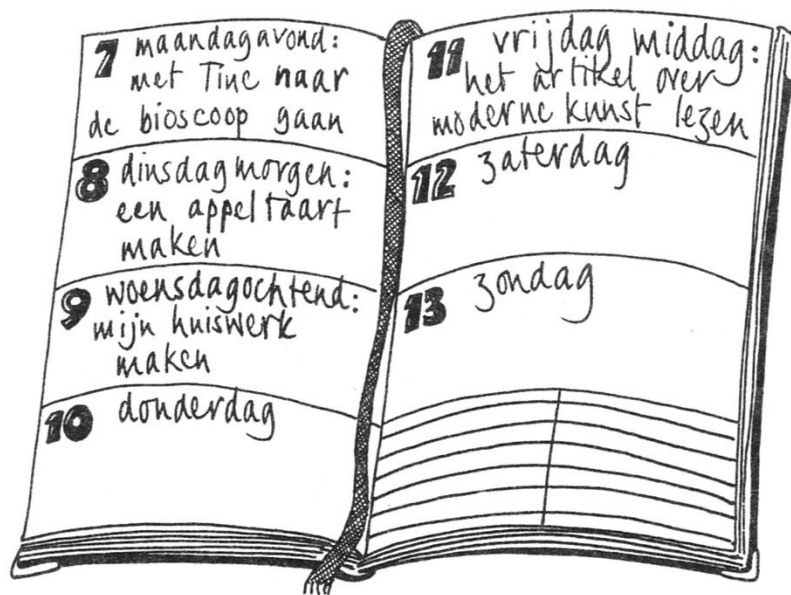 7 maandagavond:
met Tine naar
de bioscoop gaan
8 dinsdagmorgen:
een appeltaart
maken
9 woensdagochtend:
mijn huiswerk
maken
10 donderdag
11 vrijdag middag:
het artikel over
moderne kunst lezen
12 zaterdag
13 zondag